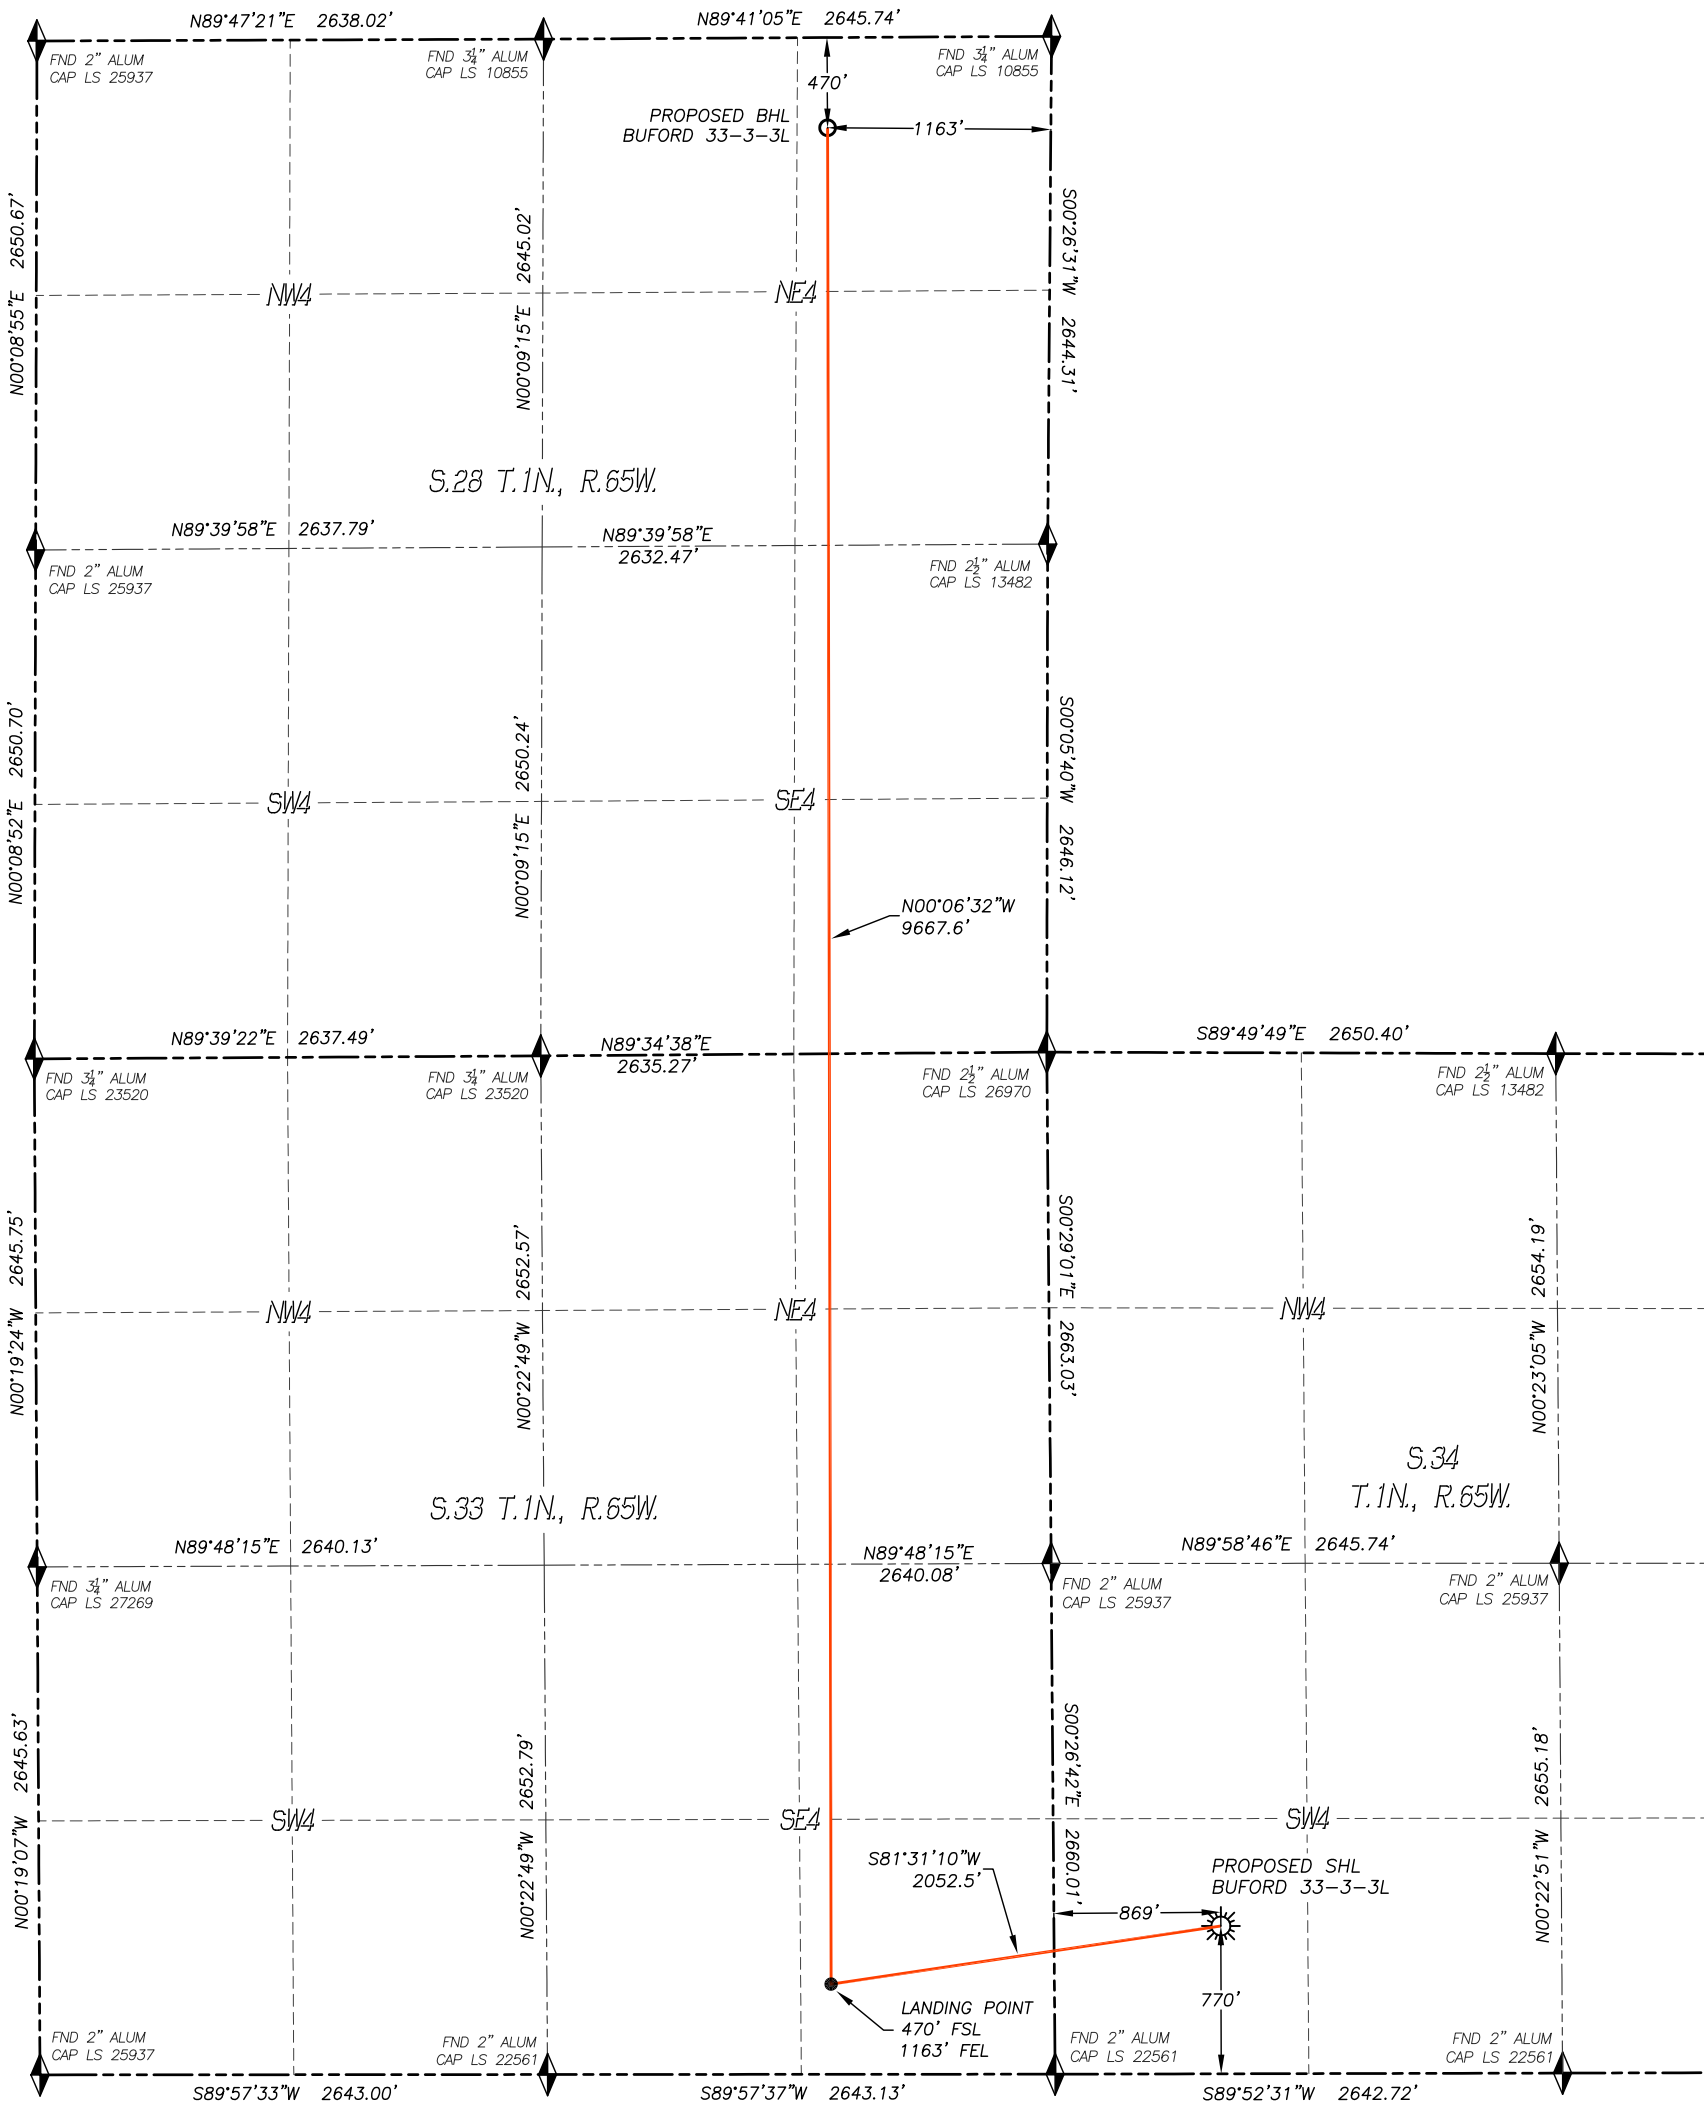 N89°47'21"E 2638.02'
N89°41'05"E 2645.74'
FND 2" ALUM
CAP LS 25937
FND 3¼" ALUM
CAP LS 10855
FND 3¼" ALUM
CAP LS 10855
470'
PROPOSED BHL
BUFORD 33-3-3L
1163'
N00°08'55"E 2650.67'
N00°09'15"E 2645.02'
S00°26'31"W 2644.31'
NW4
NE4
S.28 T.1N., R.65W.
N89°39'58"E 2637.79'
N89°39'58"E
2632.47'
FND 2" ALUM
CAP LS 25937
FND 2½" ALUM
CAP LS 13482
N00°08'52"E 2650.70'
N00°09'15"E 2650.24'
S00°05'40"W 2646.12'
SW4
SE4
N00°06'32"W
9667.6'
N89°39'22"E 2637.49'
N89°34'38"E
2635.27'
S89°49'49"E 2650.40'
FND 3¼" ALUM
CAP LS 23520
FND 3¼" ALUM
CAP LS 23520
FND 2½" ALUM
CAP LS 26970
FND 2½" ALUM
CAP LS 13482
N00°19'24"W 2645.75'
N00°22'49"W 2652.57'
S00°29'01"E 2663.03'
N00°23'05"W 2654.19'
NW4
NE4
NW4
S.33 T.1N., R.65W.
S.34
T.1N., R.65W.
N89°48'15"E 2640.13'
N89°48'15"E
2640.08'
N89°58'46"E 2645.74'
FND 3¼" ALUM
CAP LS 27269
FND 2" ALUM
CAP LS 25937
FND 2" ALUM
CAP LS 25937
N00°19'07"W 2645.63'
N00°22'49"W 2652.79'
S00°26'42"E 2660.01'
N00°22'51"W 2655.18'
SW4
SE4
SW4
S81°31'10"W
2052.5'
PROPOSED SHL
BUFORD 33-3-3L
869'
770'
LANDING POINT
470' FSL
1163' FEL
FND 2" ALUM
CAP LS 25937
FND 2" ALUM
CAP LS 22561
FND 2" ALUM
CAP LS 22561
FND 2" ALUM
CAP LS 22561
S89°57'33"W 2643.00'
S89°57'37"W 2643.13'
S89°52'31"W 2642.72'